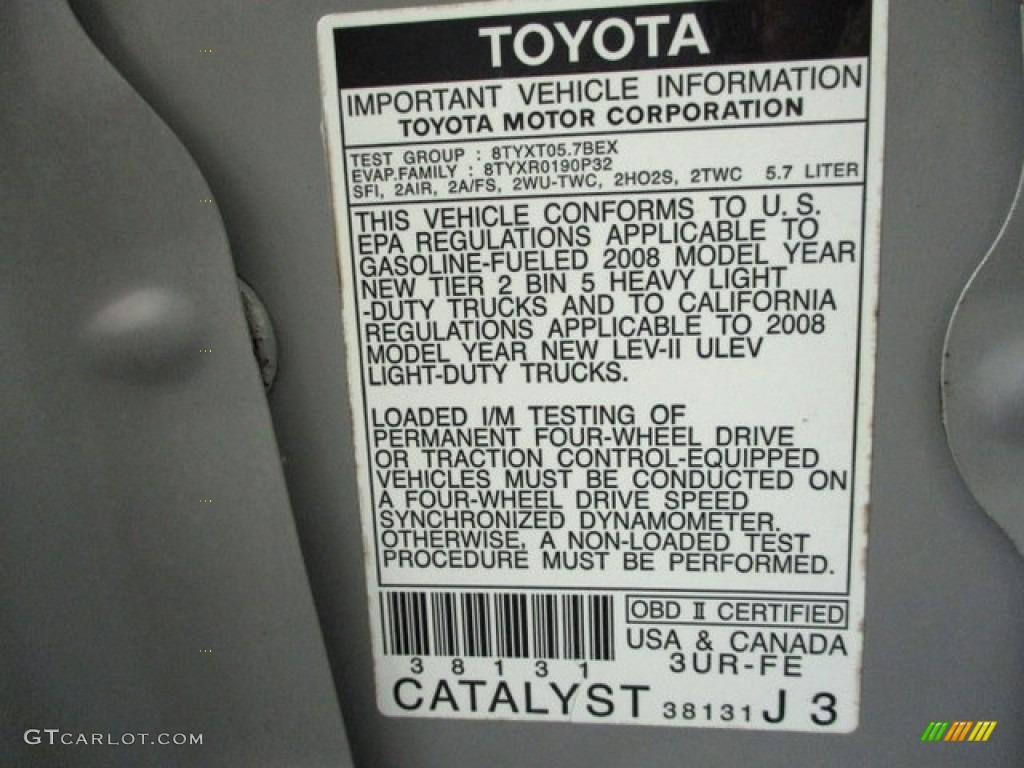 TOYOTA
IMPORTANT VEHICLE INFORMATION
TOYOTA MOTOR CORPORATION
TEST GROUP : 8TYXT05.7BEX
EVAP.FAMILY : 8TYXR0190P32
SFI, 2AIR, 2A/FS, 2WU-TWC, 2HO2S, 2TWC 5.7 LITER
THIS VEHICLE CONFORMS TO U.S.
EPA REGULATIONS APPLICABLE TO
GASOLINE-FUELED 2008 MODEL YEAR
NEW TIER 2 BIN 5 HEAVY LIGHT
-DUTY TRUCKS AND TO CALIFORNIA
REGULATIONS APPLICABLE TO 2008
MODEL YEAR NEW LEV-II ULEV
LIGHT-DUTY TRUCKS.
LOADED I/M TESTING OF
PERMANENT FOUR-WHEEL DRIVE
OR TRACTION CONTROL-EQUIPPED
VEHICLES MUST BE CONDUCTED ON
A FOUR-WHEEL DRIVE SPEED
SYNCHRONIZED DYNAMOMETER.
OTHERWISE, A NON-LOADED TEST
PROCEDURE MUST BE PERFORMED.
OBD II CERTIFIED
USA & CANADA
38131 3UR-FE
CATALYST 38131 J 3
GTCARLOT.COM